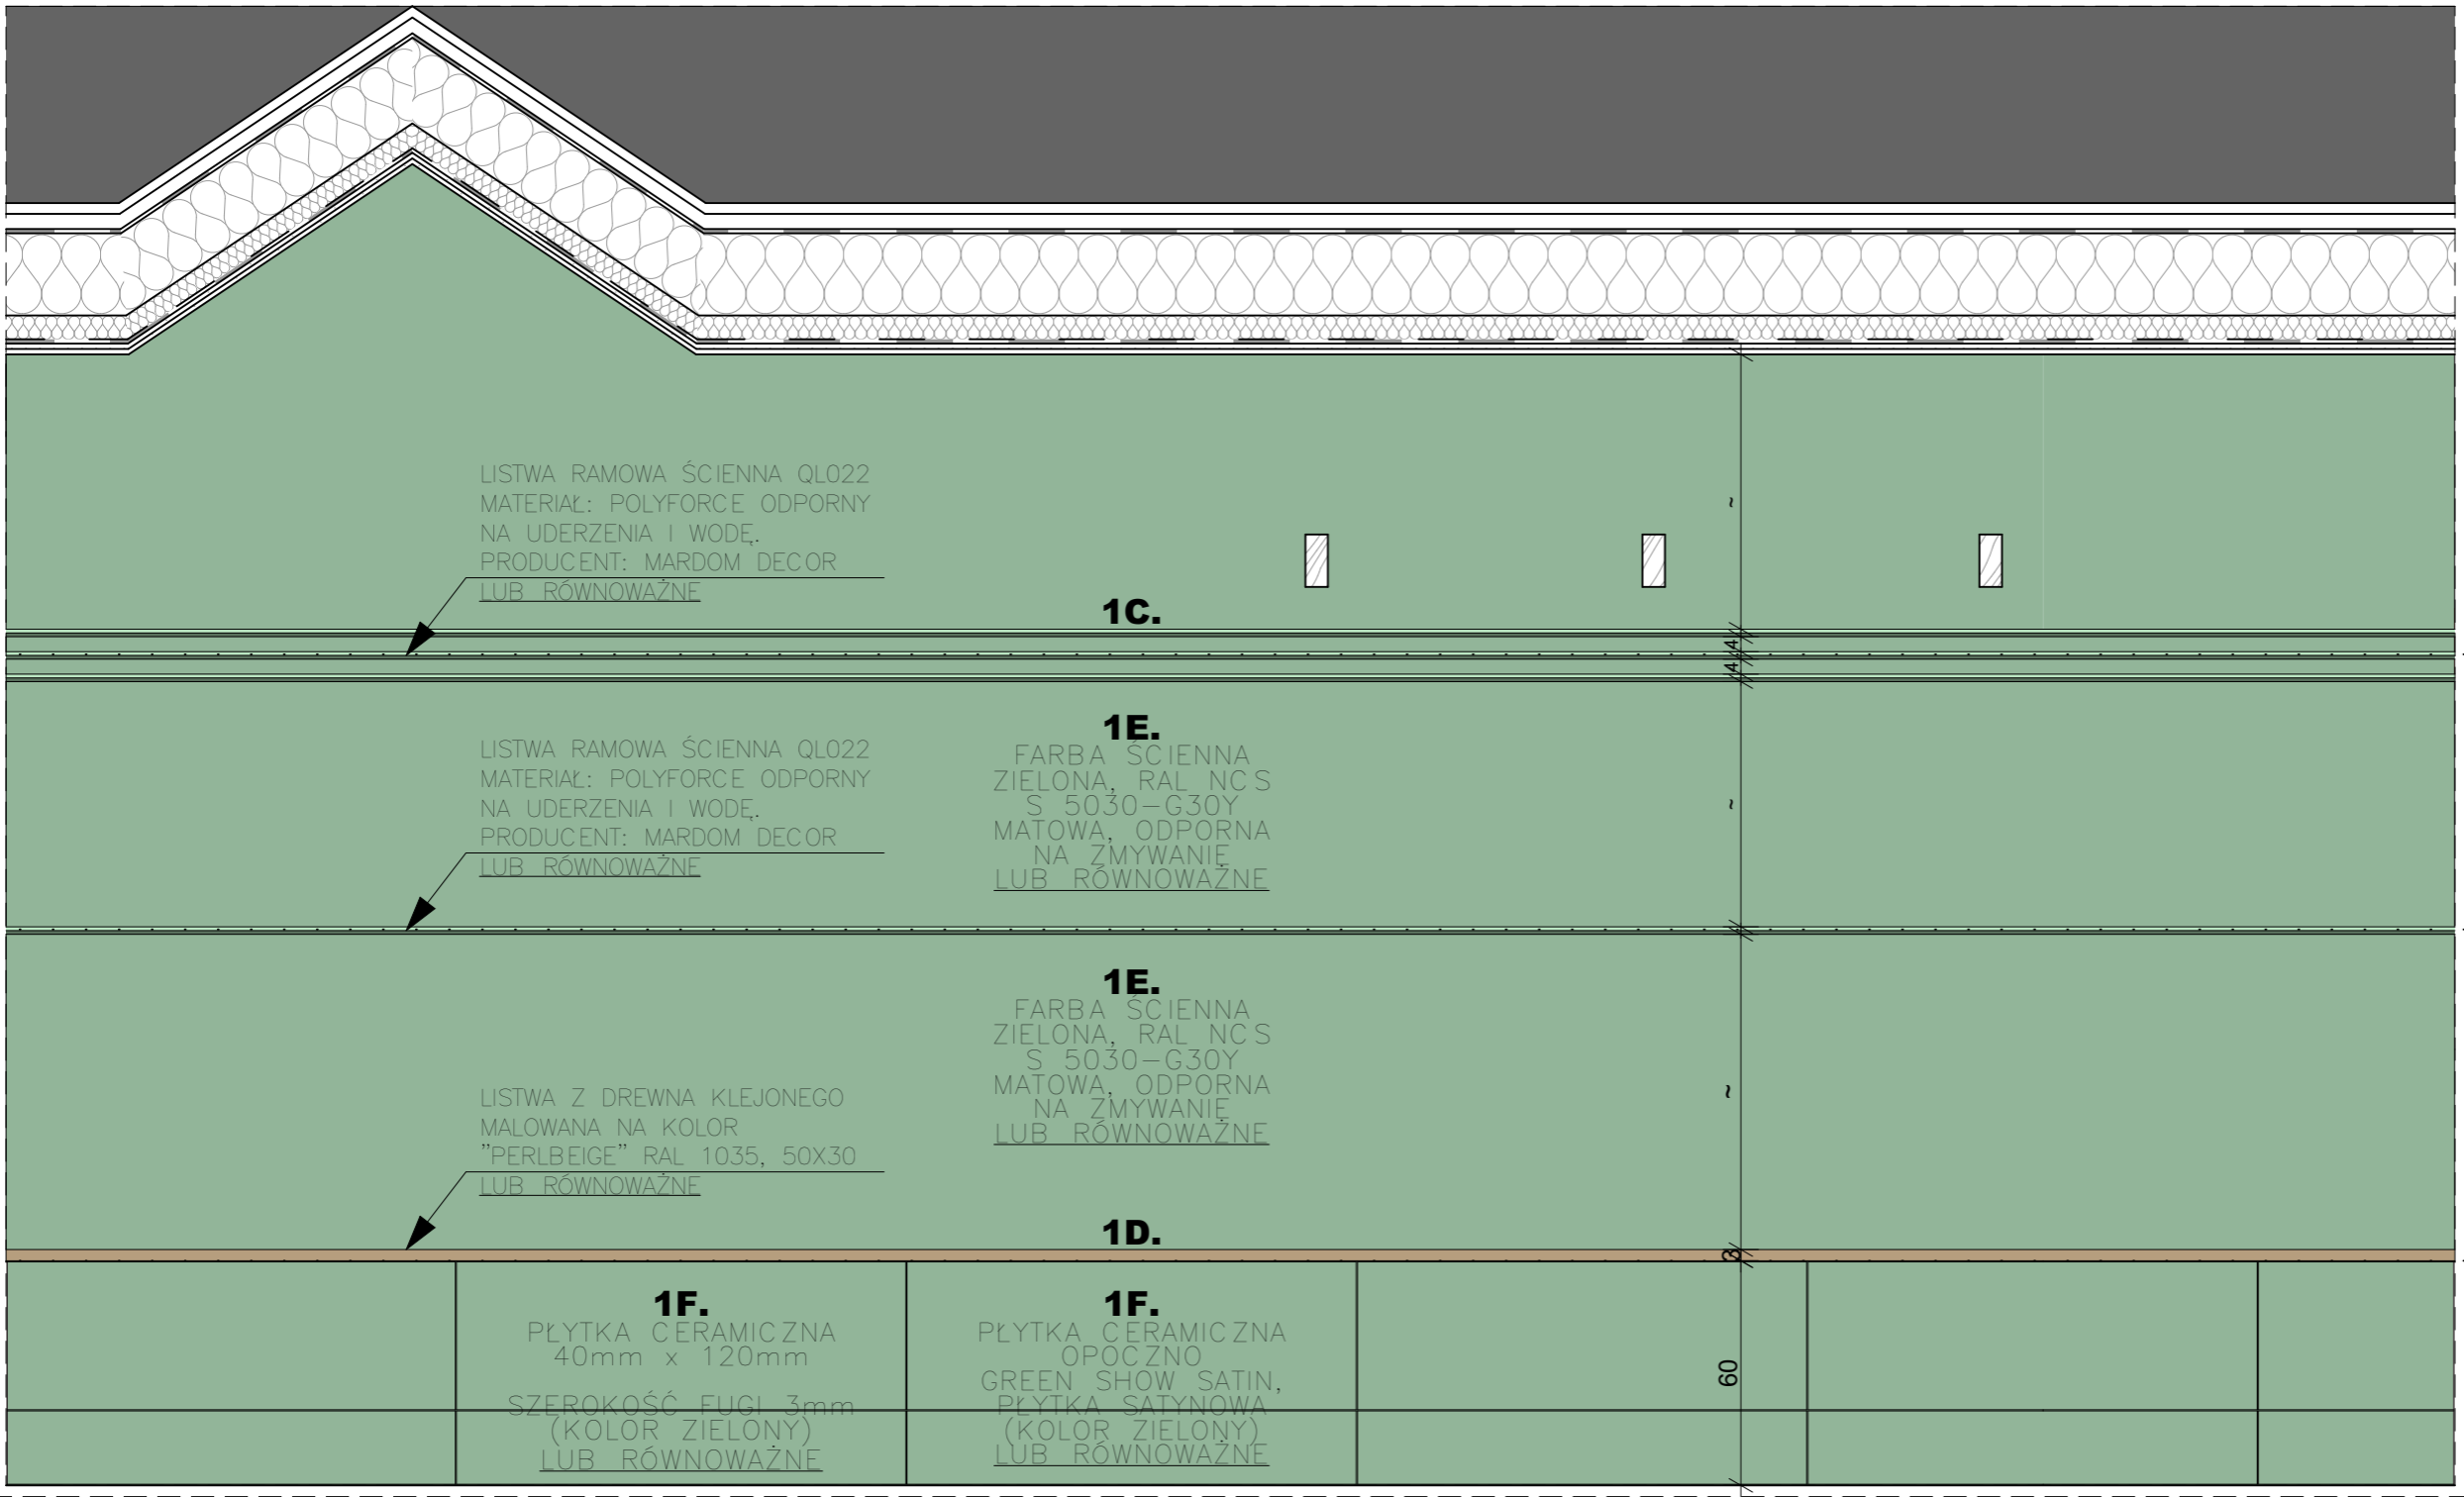 LISTWA RAMOWA ŚCIENNA QL022
MATERIAŁ: POLYFORCE ODPORNY
NA UDERZENIA I WODĘ.
PRODUCENT: MARDOM DECOR
LUB RÓWNOWAŻNE
~
1C.
4
4
LISTWA RAMOWA ŚCIENNA QL022
MATERIAŁ: POLYFORCE ODPORNY
NA UDERZENIA I WODĘ.
PRODUCENT: MARDOM DECOR
LUB RÓWNOWAŻNE
1E.
FARBA ŚCIENNA
ZIELONA, RAL NCS
S 5030-G30Y
MATOWA, ODPORNA
NA ZMYWANIE
LUB RÓWNOWAŻNE
~
1E.
FARBA ŚCIENNA
ZIELONA, RAL NCS
S 5030-G30Y
MATOWA, ODPORNA
NA ZMYWANIE
LUB RÓWNOWAŻNE
~
LISTWA Z DREWNA KLEJONEGO
MALOWANA NA KOLOR
"PERLBEIGE" RAL 1035, 50X30
LUB RÓWNOWAŻNE
1D.
3
1F.
PŁYTKA CERAMICZNA
40mm x 120mm
SZEROKOŚĆ FUGI 3mm
(KOLOR ZIELONY)
LUB RÓWNOWAŻNE
1F.
PŁYTKA CERAMICZNA
OPOCZNO
GREEN SHOW SATIN,
PŁYTKA SATYNOWA
(KOLOR ZIELONY)
LUB RÓWNOWAŻNE
60